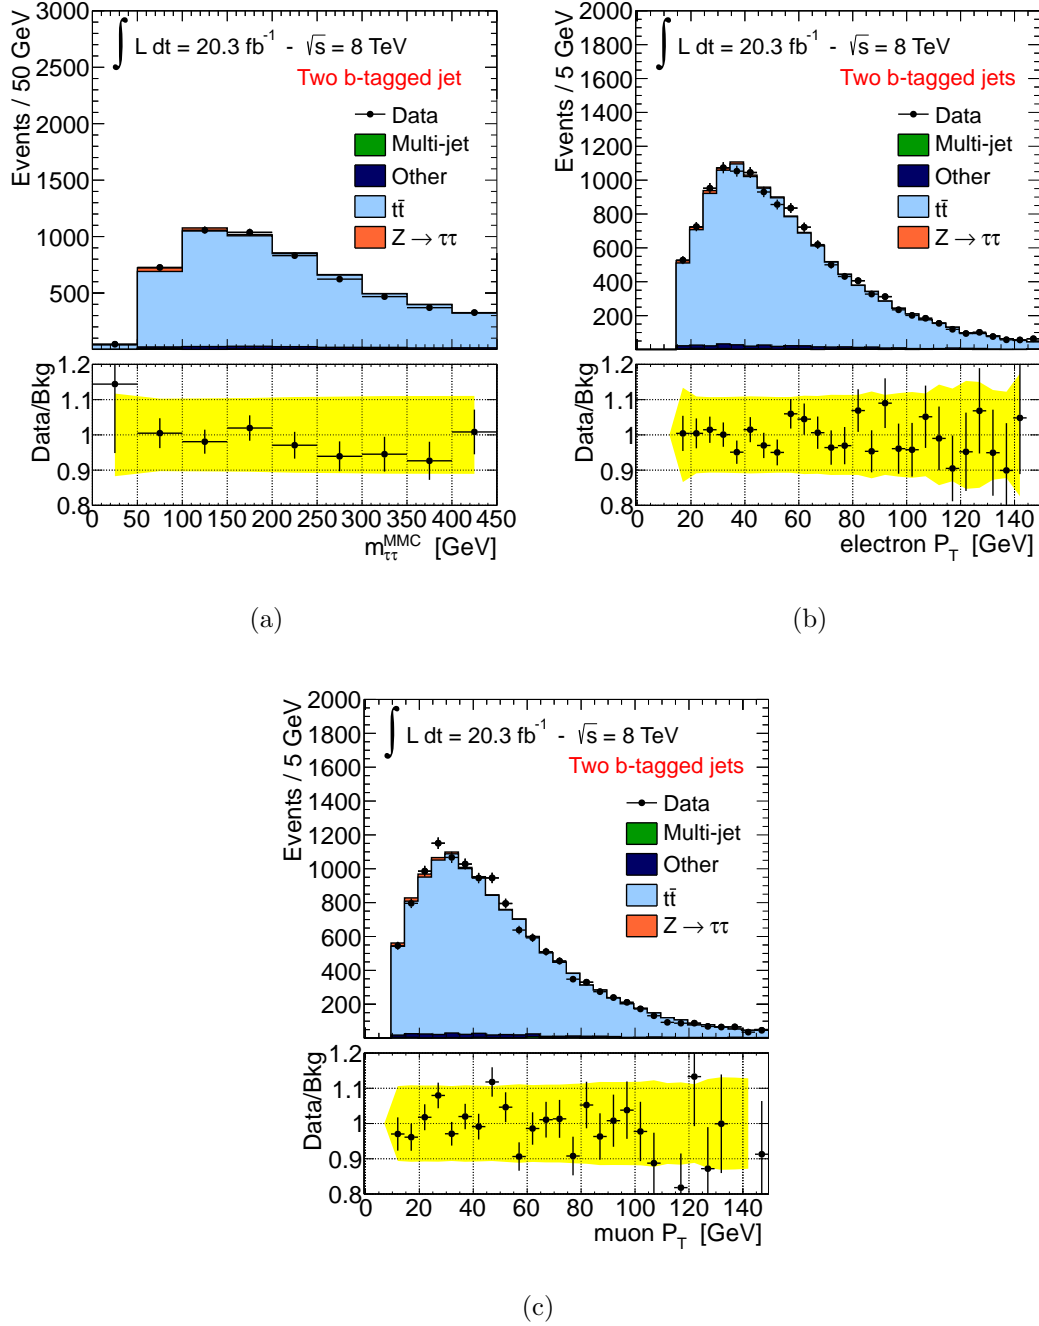 3000
2500
2000
1500
1000
500
Events / 50 GeV
∫ L dt = 20.3 fb⁻¹ - √s = 8 TeV
Two b-tagged jet
Data
Multi-jet
Other
tt̄
Z → ττ
1.2
1.1
1
0.9
0.8
Data/Bkg
0 50 100 150 200 250 300 350 400 450
m_ττ^MMC [GeV]
(a)
2000
1800
1600
1400
1200
1000
800
600
400
200
Events / 5 GeV
∫ L dt = 20.3 fb⁻¹ - √s = 8 TeV
Two b-tagged jets
Data
Multi-jet
Other
tt̄
Z → ττ
1.2
1.1
1
0.9
0.8
Data/Bkg
0 20 40 60 80 100 120 140
electron P_T [GeV]
(b)
2000
1800
1600
1400
1200
1000
800
600
400
200
Events / 5 GeV
∫ L dt = 20.3 fb⁻¹ - √s = 8 TeV
Two b-tagged jets
Data
Multi-jet
Other
tt̄
Z → ττ
1.2
1.1
1
0.9
0.8
Data/Bkg
0 20 40 60 80 100 120 140
muon P_T [GeV]
(c)